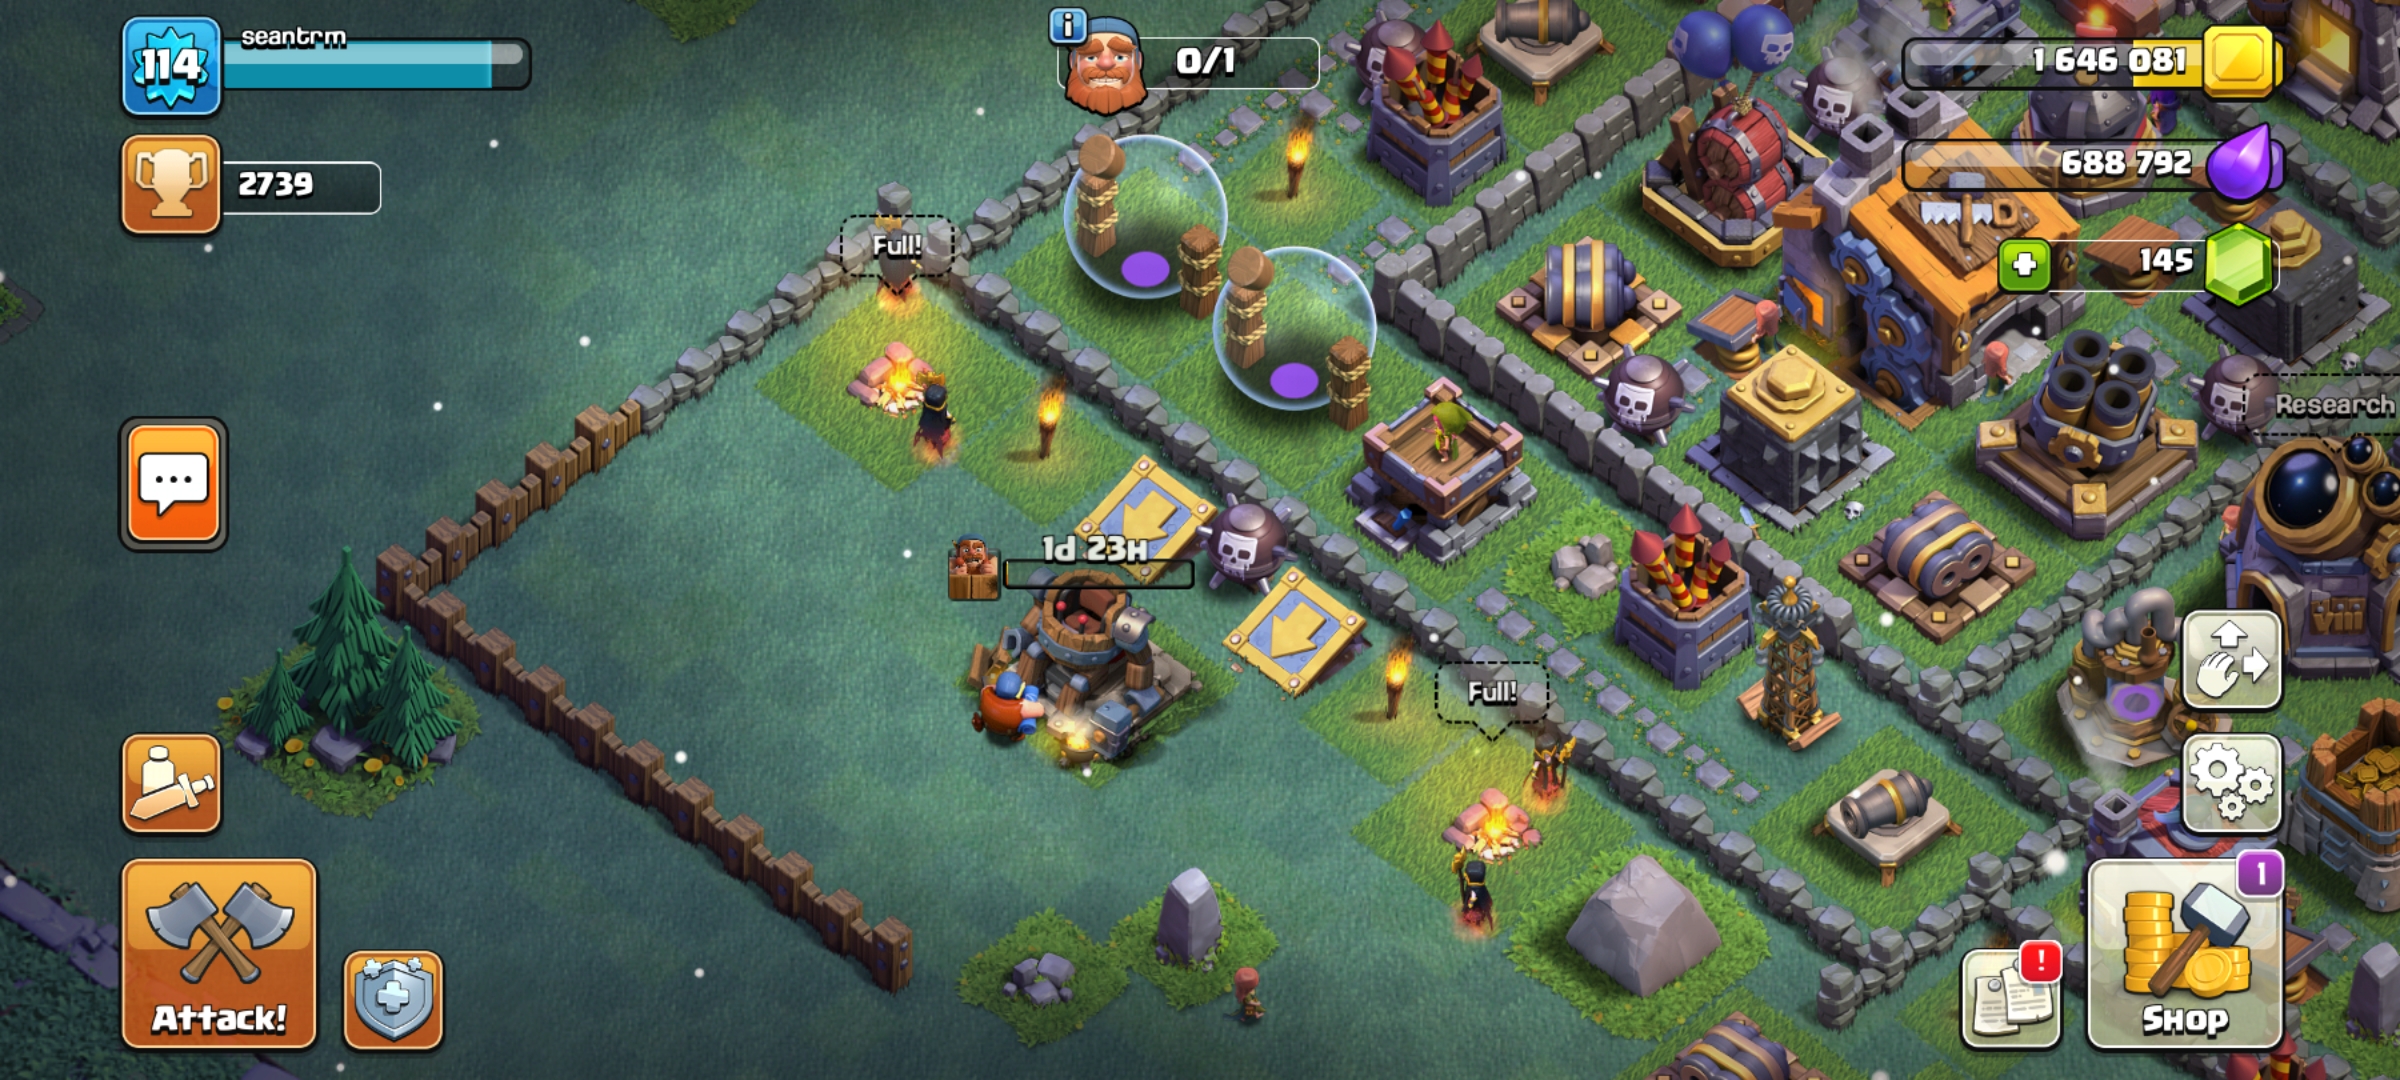 114
seantrm
i
0/1
1 646 081
2739
688 792
Full!
145
Research
1d 23H
Full!
VIII
1
!
Attack!
Shop